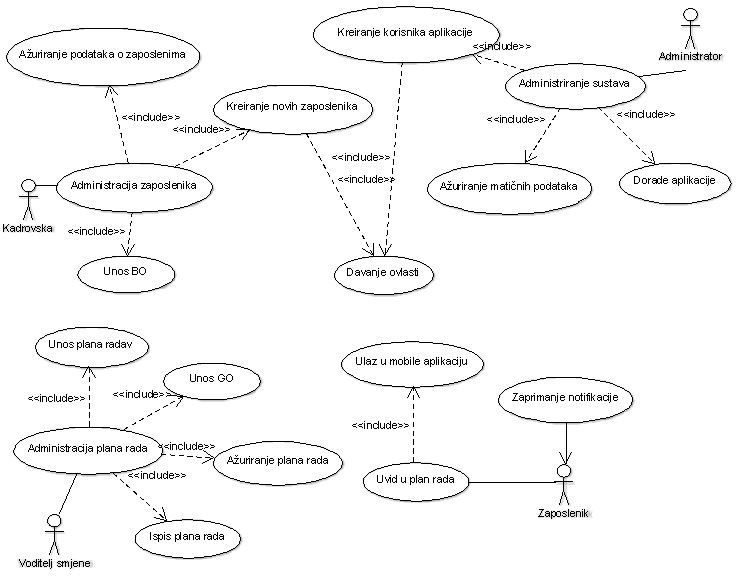 Kreiranje korisnika aplikacije
Administrator
Ažuriranje podataka o zaposlenima
<<include>>
Administriranje sustava
Kreiranje novih zaposlenika
<<include>>
<<include>>
<<include>>
<<include>>
<<include>>
<<include>>
<<include>>
Administracija zaposlenika
Ažuriranje matičnih podataka
Dorade aplikacije
Kadrovska
<<include>>
Unos BO
Davanje ovlasti
Unos plana radav
Unos GO
Ulaz u mobile aplikaciju
Zaprimanje notifikacije
<<include>>
<<include>>
<<include>>
Administracija plana rada
<<include>>
Ažuriranje plana rada
<<include>>
Uvid u plan rada
Zaposlenik
Ispis plana rada
Voditelj smjene